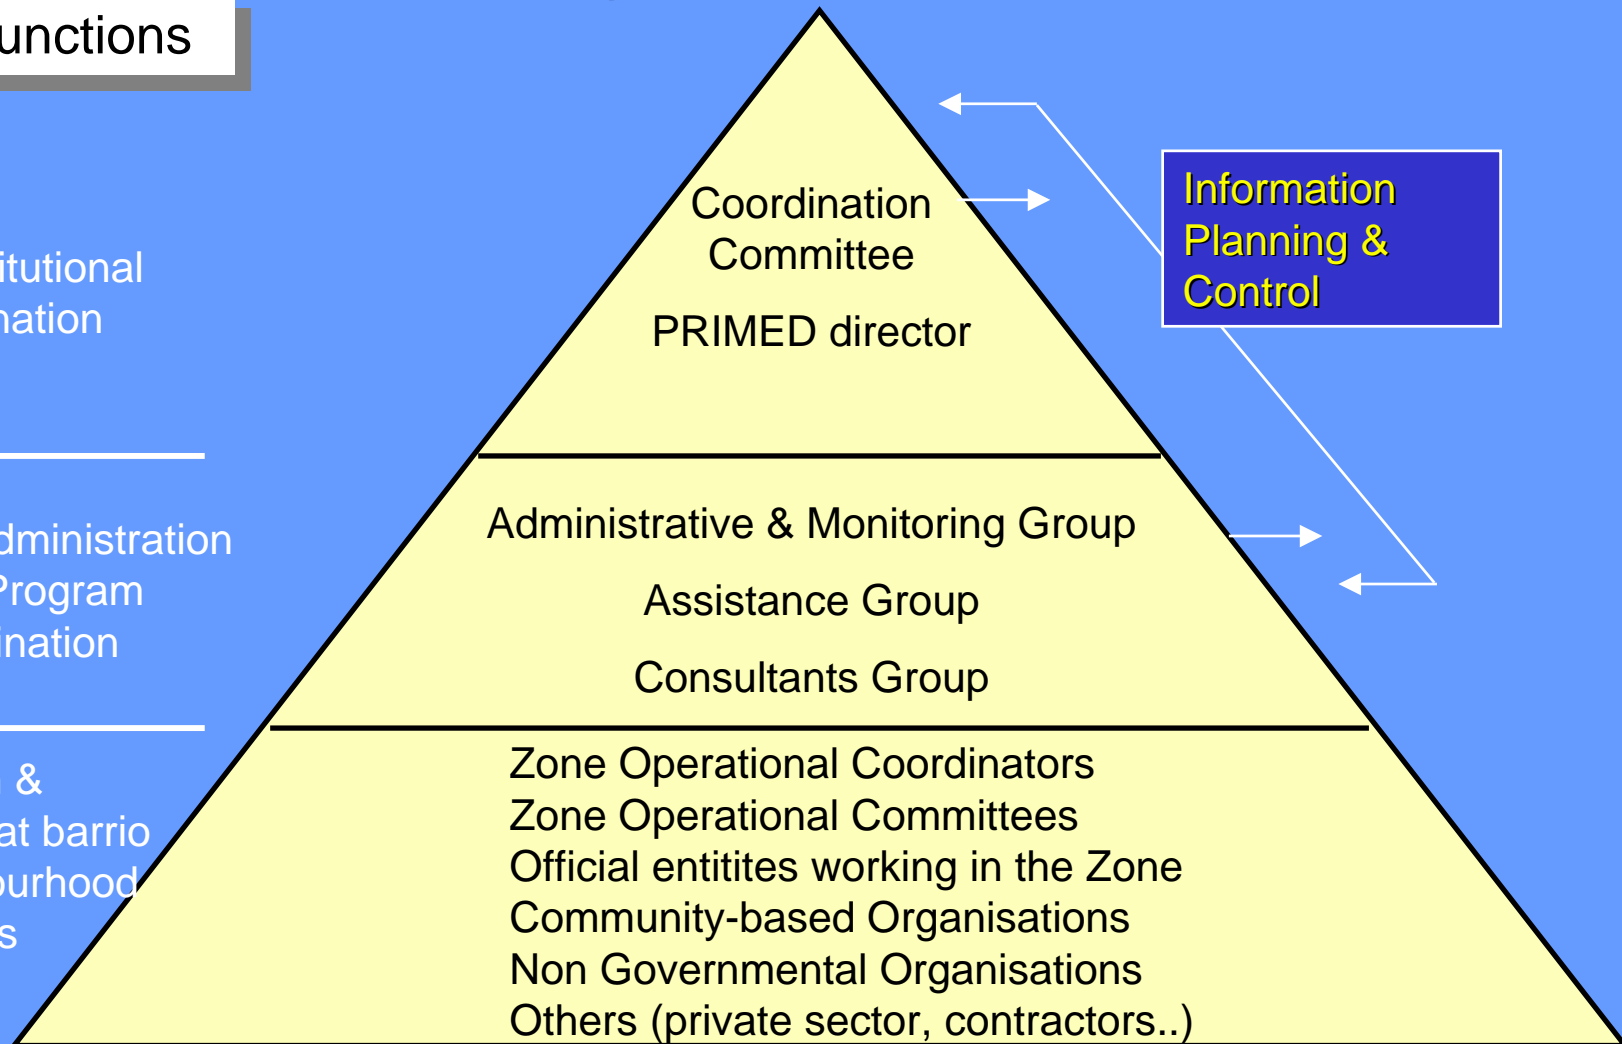 unctions
itutional
nation
dministration
Program
ination
&
at barrio
ourhood
s
Coordination
Committee
PRIMED director
Administrative & Monitoring Group
Assistance Group
Consultants Group
Zone Operational Coordinators
Zone Operational Committees
Official entitites working in the Zone
Community-based Organisations
Non Governmental Organisations
Others (private sector, contractors..)
Information
Planning &
Control